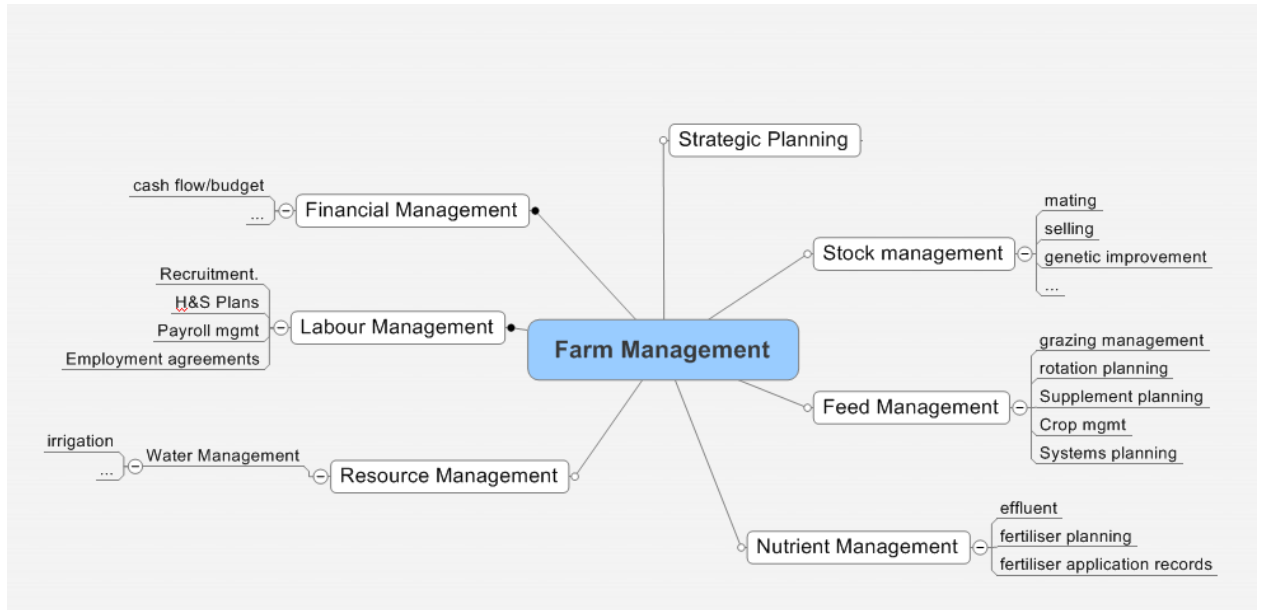 Strategic Planning
cash flow/budget
...
Financial Management
mating
selling
genetic improvement
...
Stock management
Recruitment.
H&S Plans
Payroll mgmt
Employment agreements
Labour Management
Farm Management
grazing management
rotation planning
Supplement planning
Crop mgmt
Systems planning
Feed Management
irrigation
...
Water Management
Resource Management
effluent
fertiliser planning
fertiliser application records
Nutrient Management